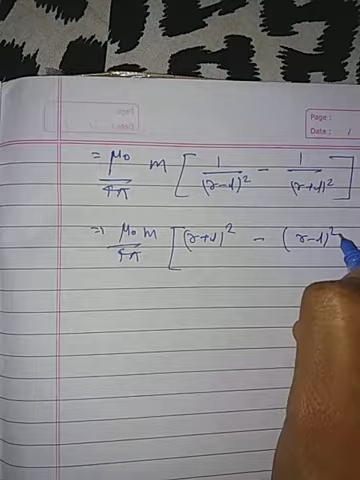 Page :
Date : /
= μ₀/4π m [ 1/(r-l)² - 1/(r+l)² ]
⇒ μ₀ m/4π [ (r+l)² - (r-l)²